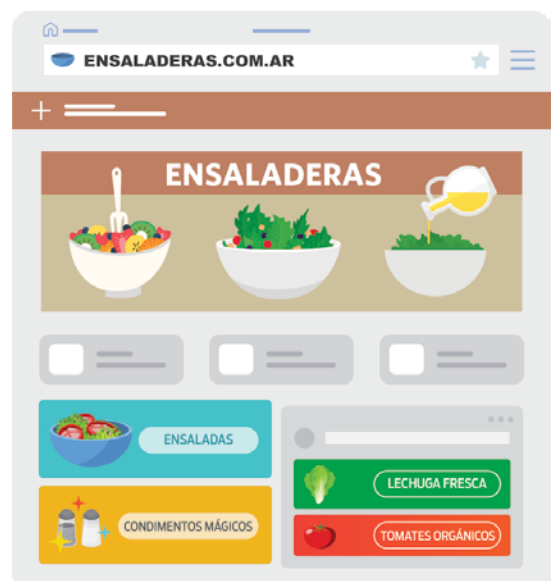 ENSALADERAS.COM.AR
ENSALADERAS
ENSALADAS
CONDIMENTOS MÁGICOS
LECHUGA FRESCA
TOMATES ORGÁNICOS